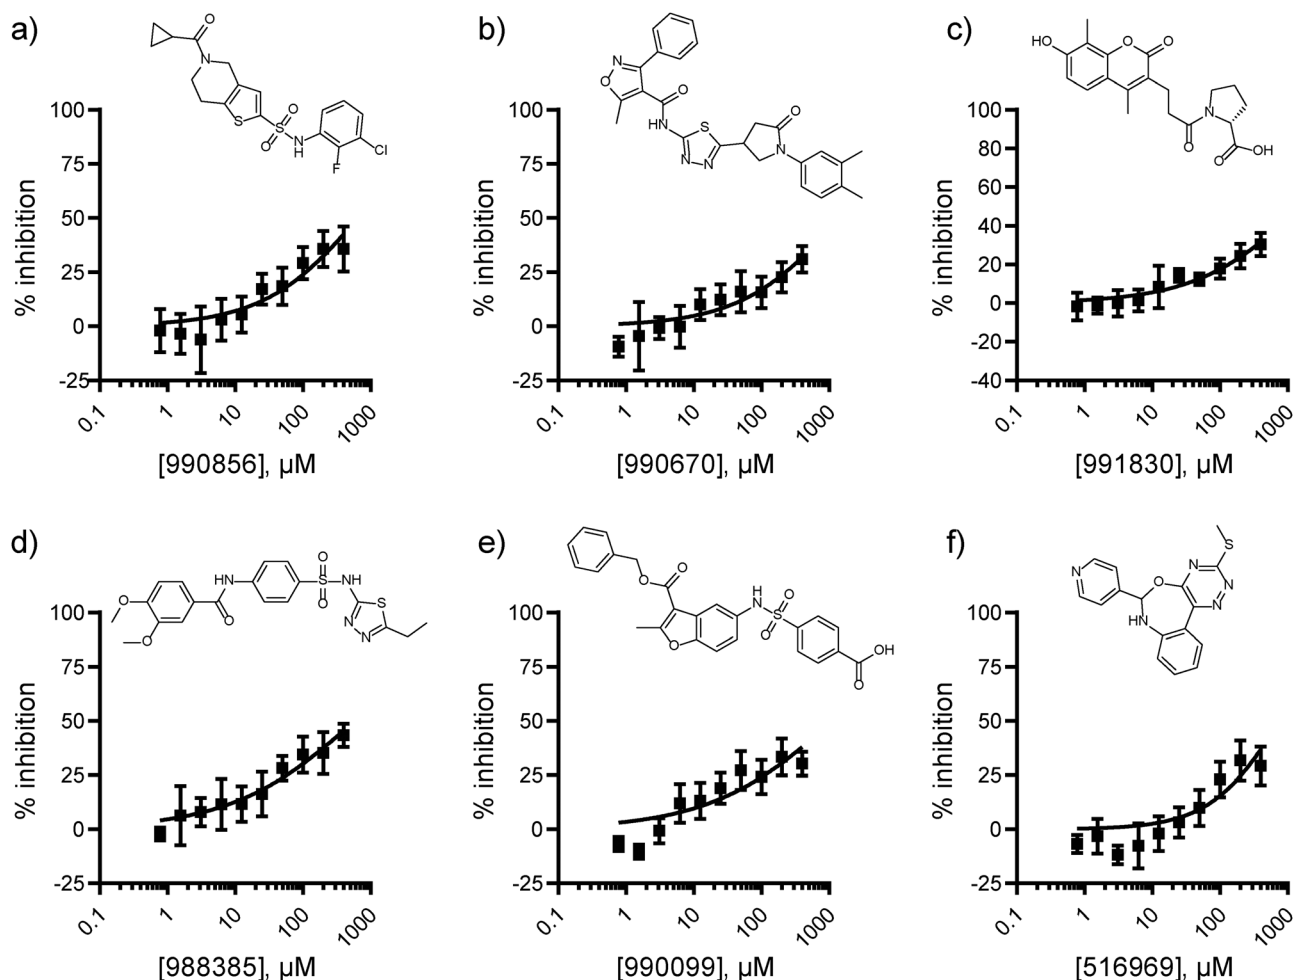 a)
O
N
S
O
S
O
N
H
F
Cl
% inhibition
100
75
50
25
0
-25
0.1
1
10
100
1000
[990856], µM
b)
N
O
O
HN
S
N
N
O
N
% inhibition
100
75
50
25
0
-25
0.1
1
10
100
1000
[990670], µM
c)
HO
O
O
N
O
O
OH
% inhibition
100
80
60
40
20
0
-20
-40
0.1
1
10
100
1000
[991830], µM
d)
O
O
HN
O
O
S
O
NH
S
N
N
% inhibition
100
75
50
25
0
-25
0.1
1
10
100
1000
[988385], µM
e)
O
O
O
H
N
O
S
O
OH
O
% inhibition
100
75
50
25
0
-25
0.1
1
10
100
1000
[990099], µM
f)
S
N
N
N
O
N
HN
% inhibition
100
75
50
25
0
-25
0.1
1
10
100
1000
[516969], µM